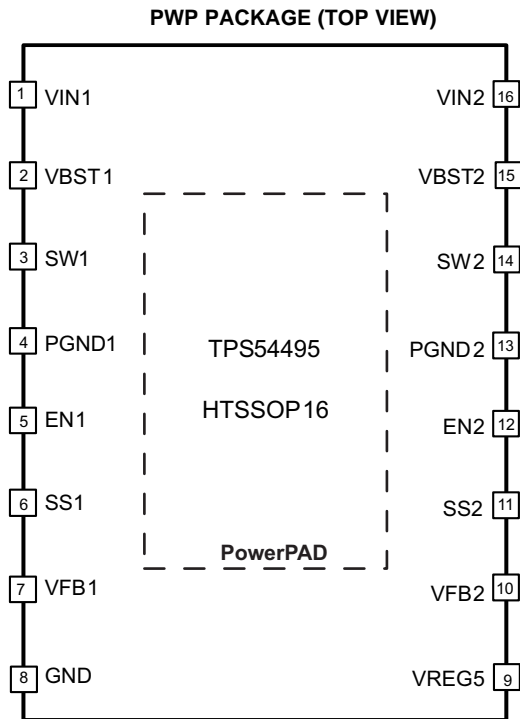 PWP PACKAGE (TOP VIEW)
1 VIN1
VIN2 16
2 VBST1
VBST2 15
3 SW1
SW2 14
4 PGND1
PGND2 13
TPS54495
HTSSOP16
5 EN1
EN2 12
6 SS1
SS2 11
PowerPAD
7 VFB1
VFB2 10
8 GND
VREG5 9